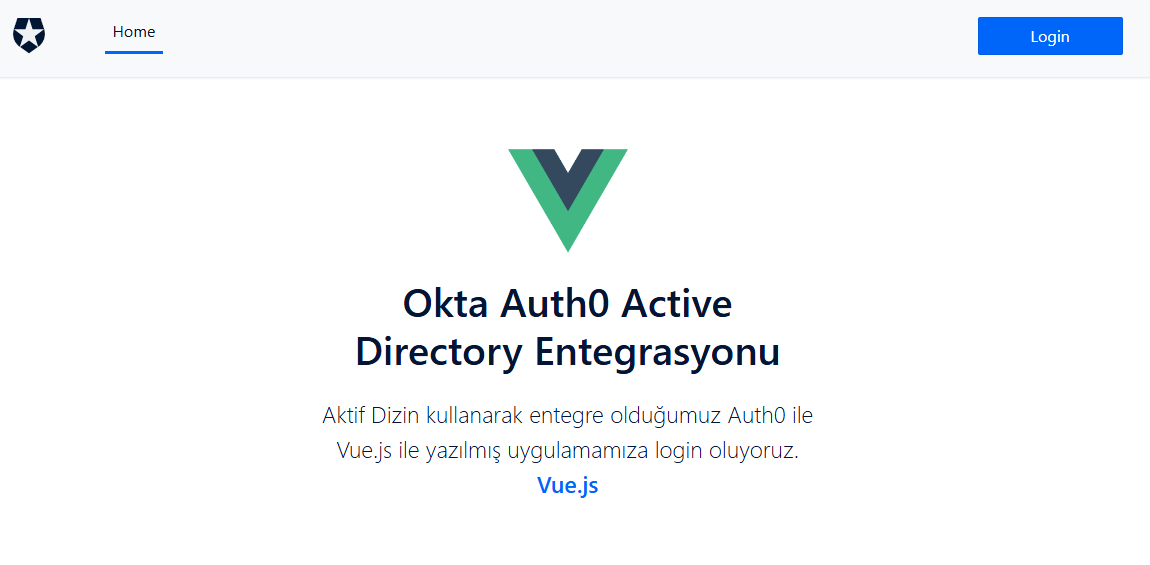 Home
Login
Okta Auth0 Active
Directory Entegrasyonu
Aktif Dizin kullanarak entegre olduğumuz Auth0 ile
Vue.js ile yazılmış uygulamamıza login oluyoruz.
Vue.js